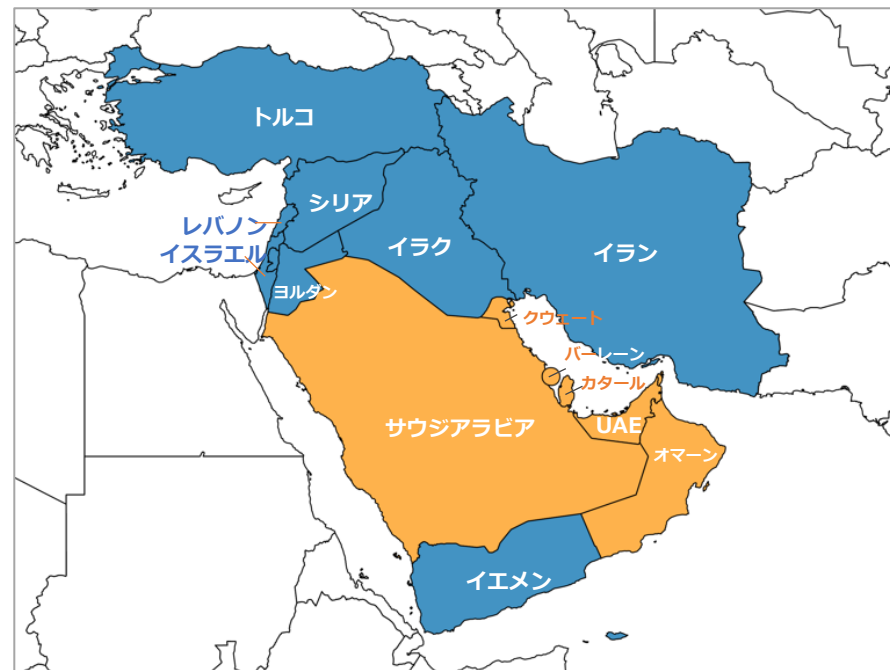 トルコ
シリア
レバノン
イスラエル
イラク
イラン
ヨルダン
クウェート
バーレーン
カタール
サウジアラビア
UAE
オマーン
イエメン